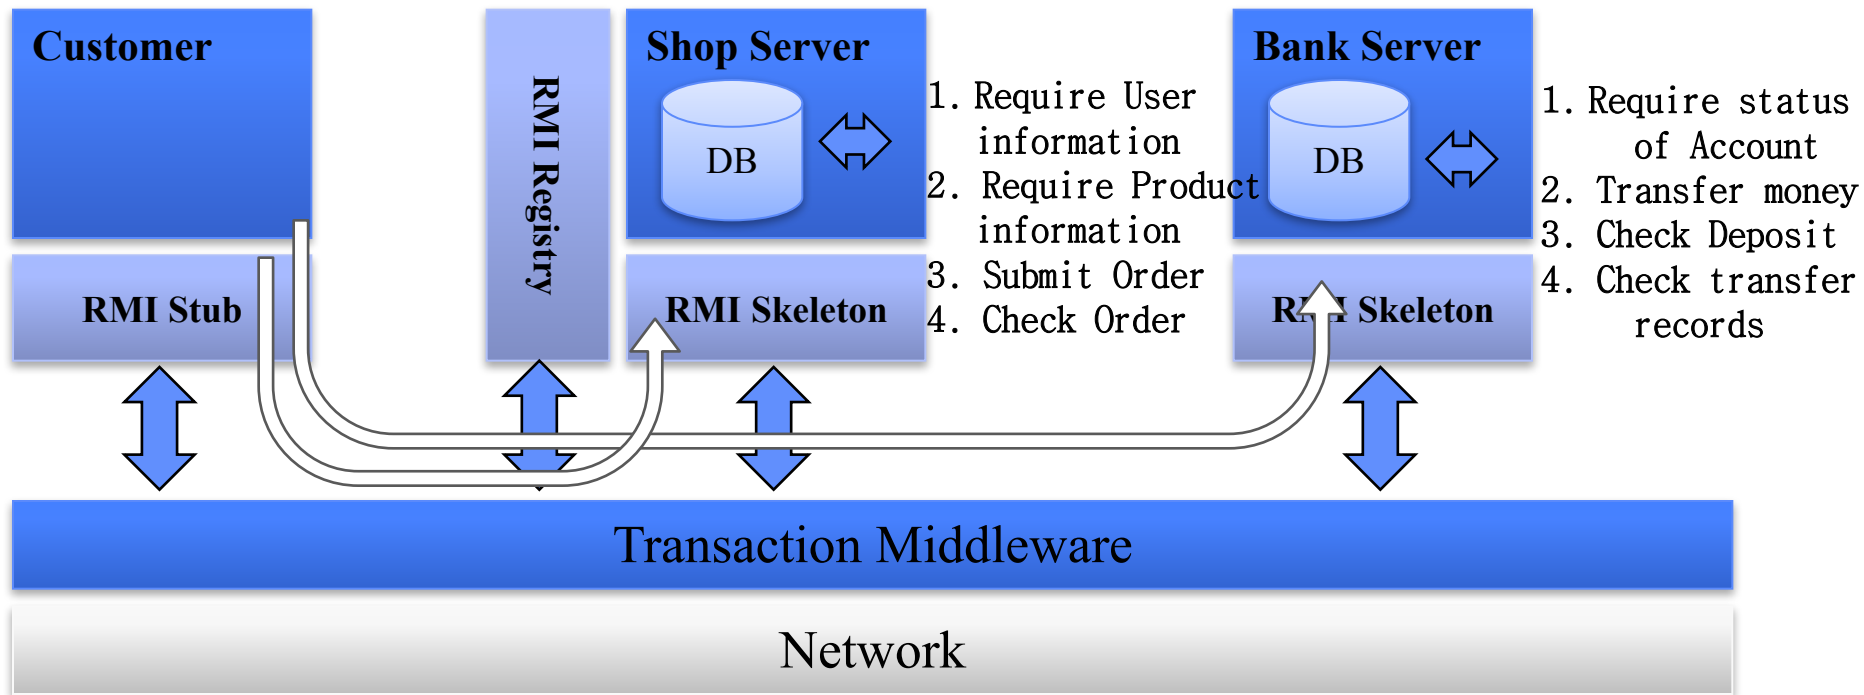 Customer
RMI Stub
RMI Registry
Shop Server
DB
RMI Skeleton
1. Require User
information
2. Require Product
information
3. Submit Order
4. Check Order
Bank Server
DB
RMI Skeleton
1. Require status
of Account
2. Transfer money
3. Check Deposit
4. Check transfer
records
Transaction Middleware
Network